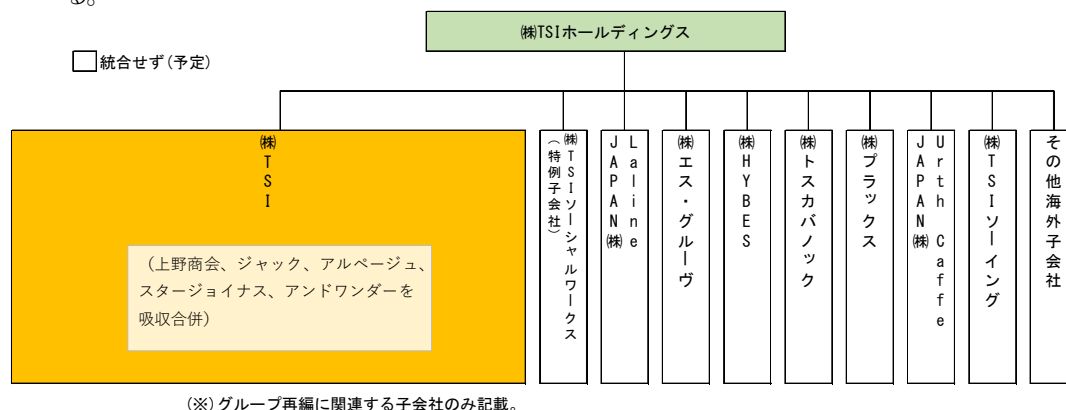 る。
㈱TSIホールディングス
統合せず(予定)
㈱TSI
(上野商会、ジャック、アルページュ、
スタージョイナス、アンドワンダーを
吸収合併)
㈱TSIソーシャルワークス
(特例子会社)
Laline
JAPAN㈱
㈱エス・グルーヴ
㈱HYBES
㈱トスカバノック
㈱プラックス
Urth Caffe
JAPAN㈱
㈱TSIソーイング
その他海外子会社
(※)グループ再編に関連する子会社のみ記載。